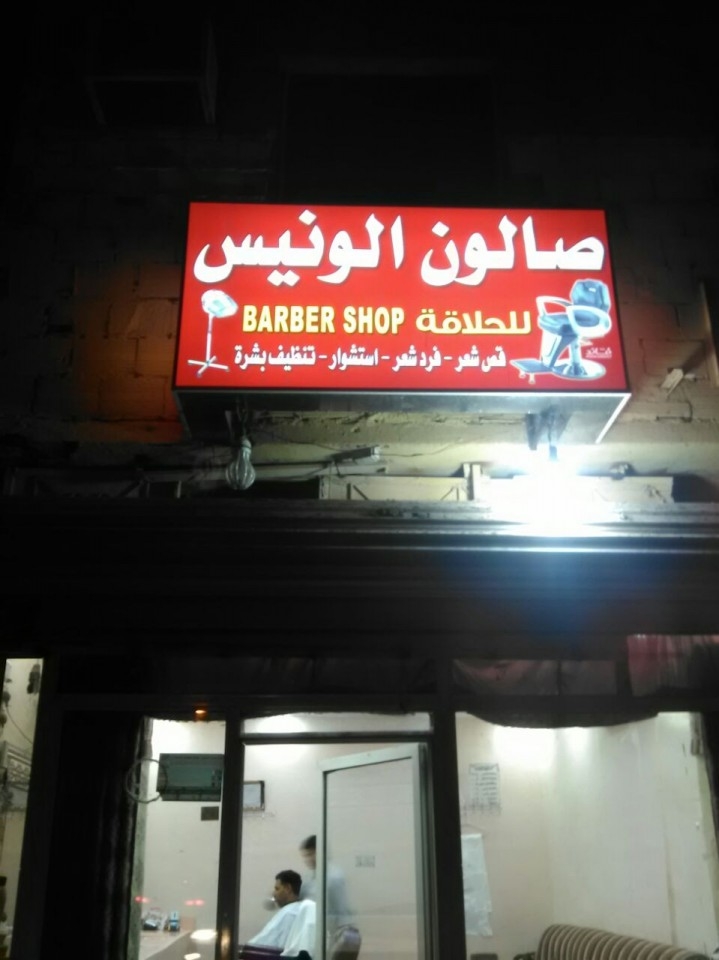 صالون الونيس
للحلاقة BARBER SHOP
قص شعر - فرد شعر - استشوار - تنظيف بشرة